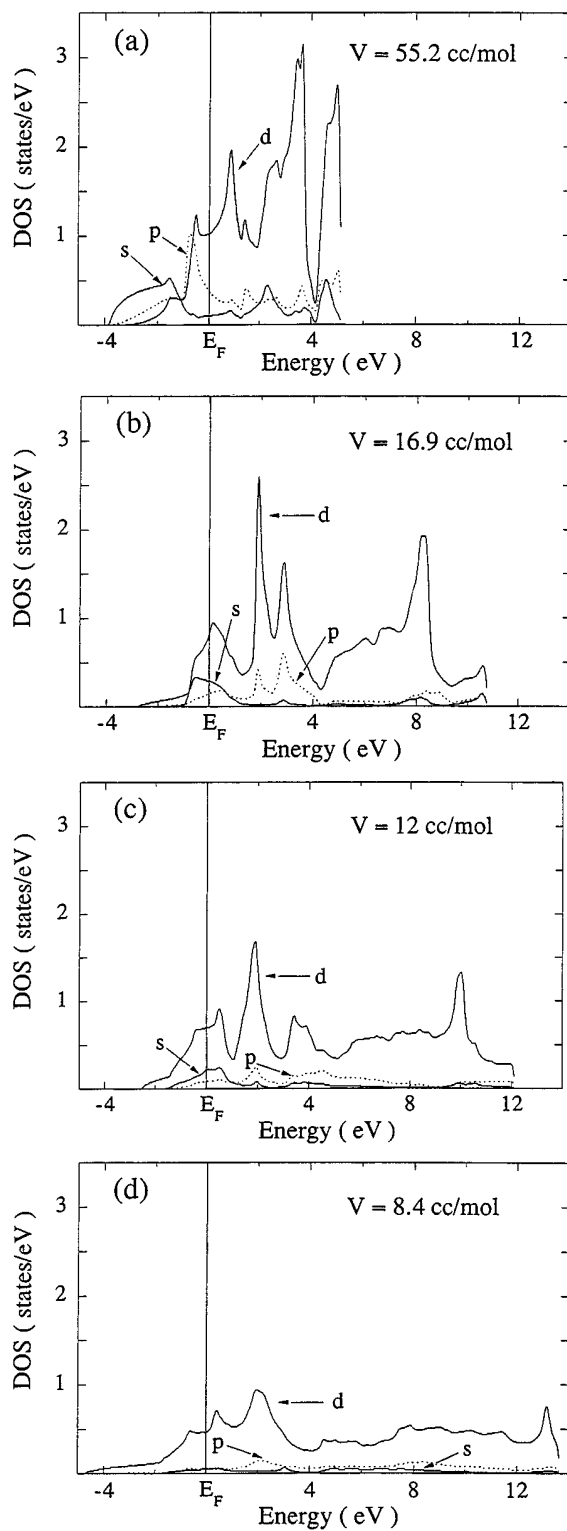 (a)
V = 55.2 cc/mol
DOS ( states/eV )
3
2
1
d
p
s
-4
E_F
4
8
12
Energy ( eV )
(b)
V = 16.9 cc/mol
DOS ( states/eV )
3
2
1
d
s
p
-4
E_F
4
8
12
Energy ( eV )
(c)
V = 12 cc/mol
DOS ( states/eV )
3
2
1
d
s
p
-4
E_F
4
8
12
Energy ( eV )
(d)
V = 8.4 cc/mol
DOS ( states/eV )
3
2
1
d
p
s
-4
E_F
4
8
12
Energy ( eV )